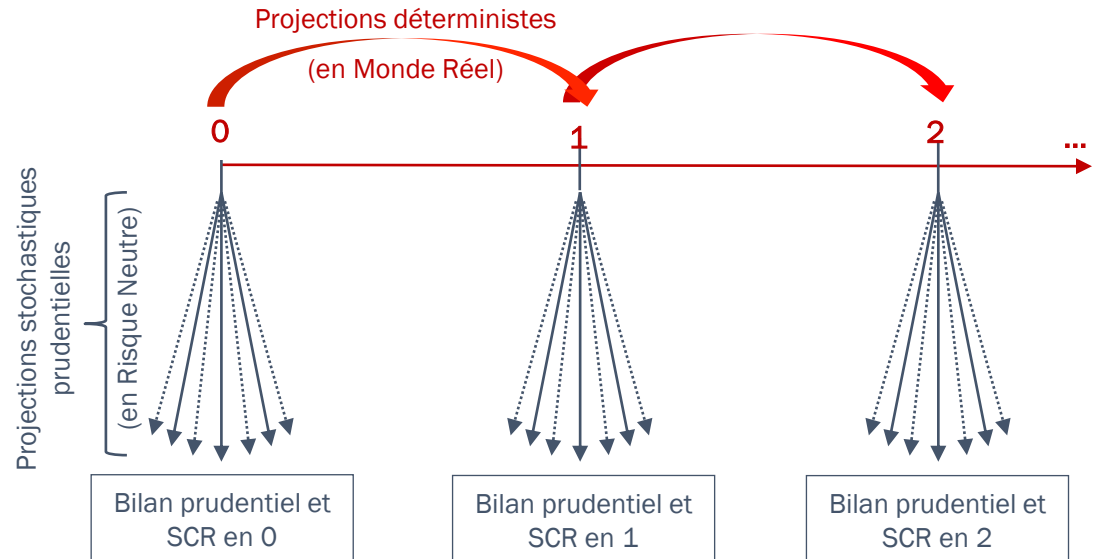 Projections déterministes
(en Monde Réel)
0
1
2
...
Projections stochastiques
prudentielles
(en Risque Neutre)
Bilan prudentiel et
SCR en 0
Bilan prudentiel et
SCR en 1
Bilan prudentiel et
SCR en 2